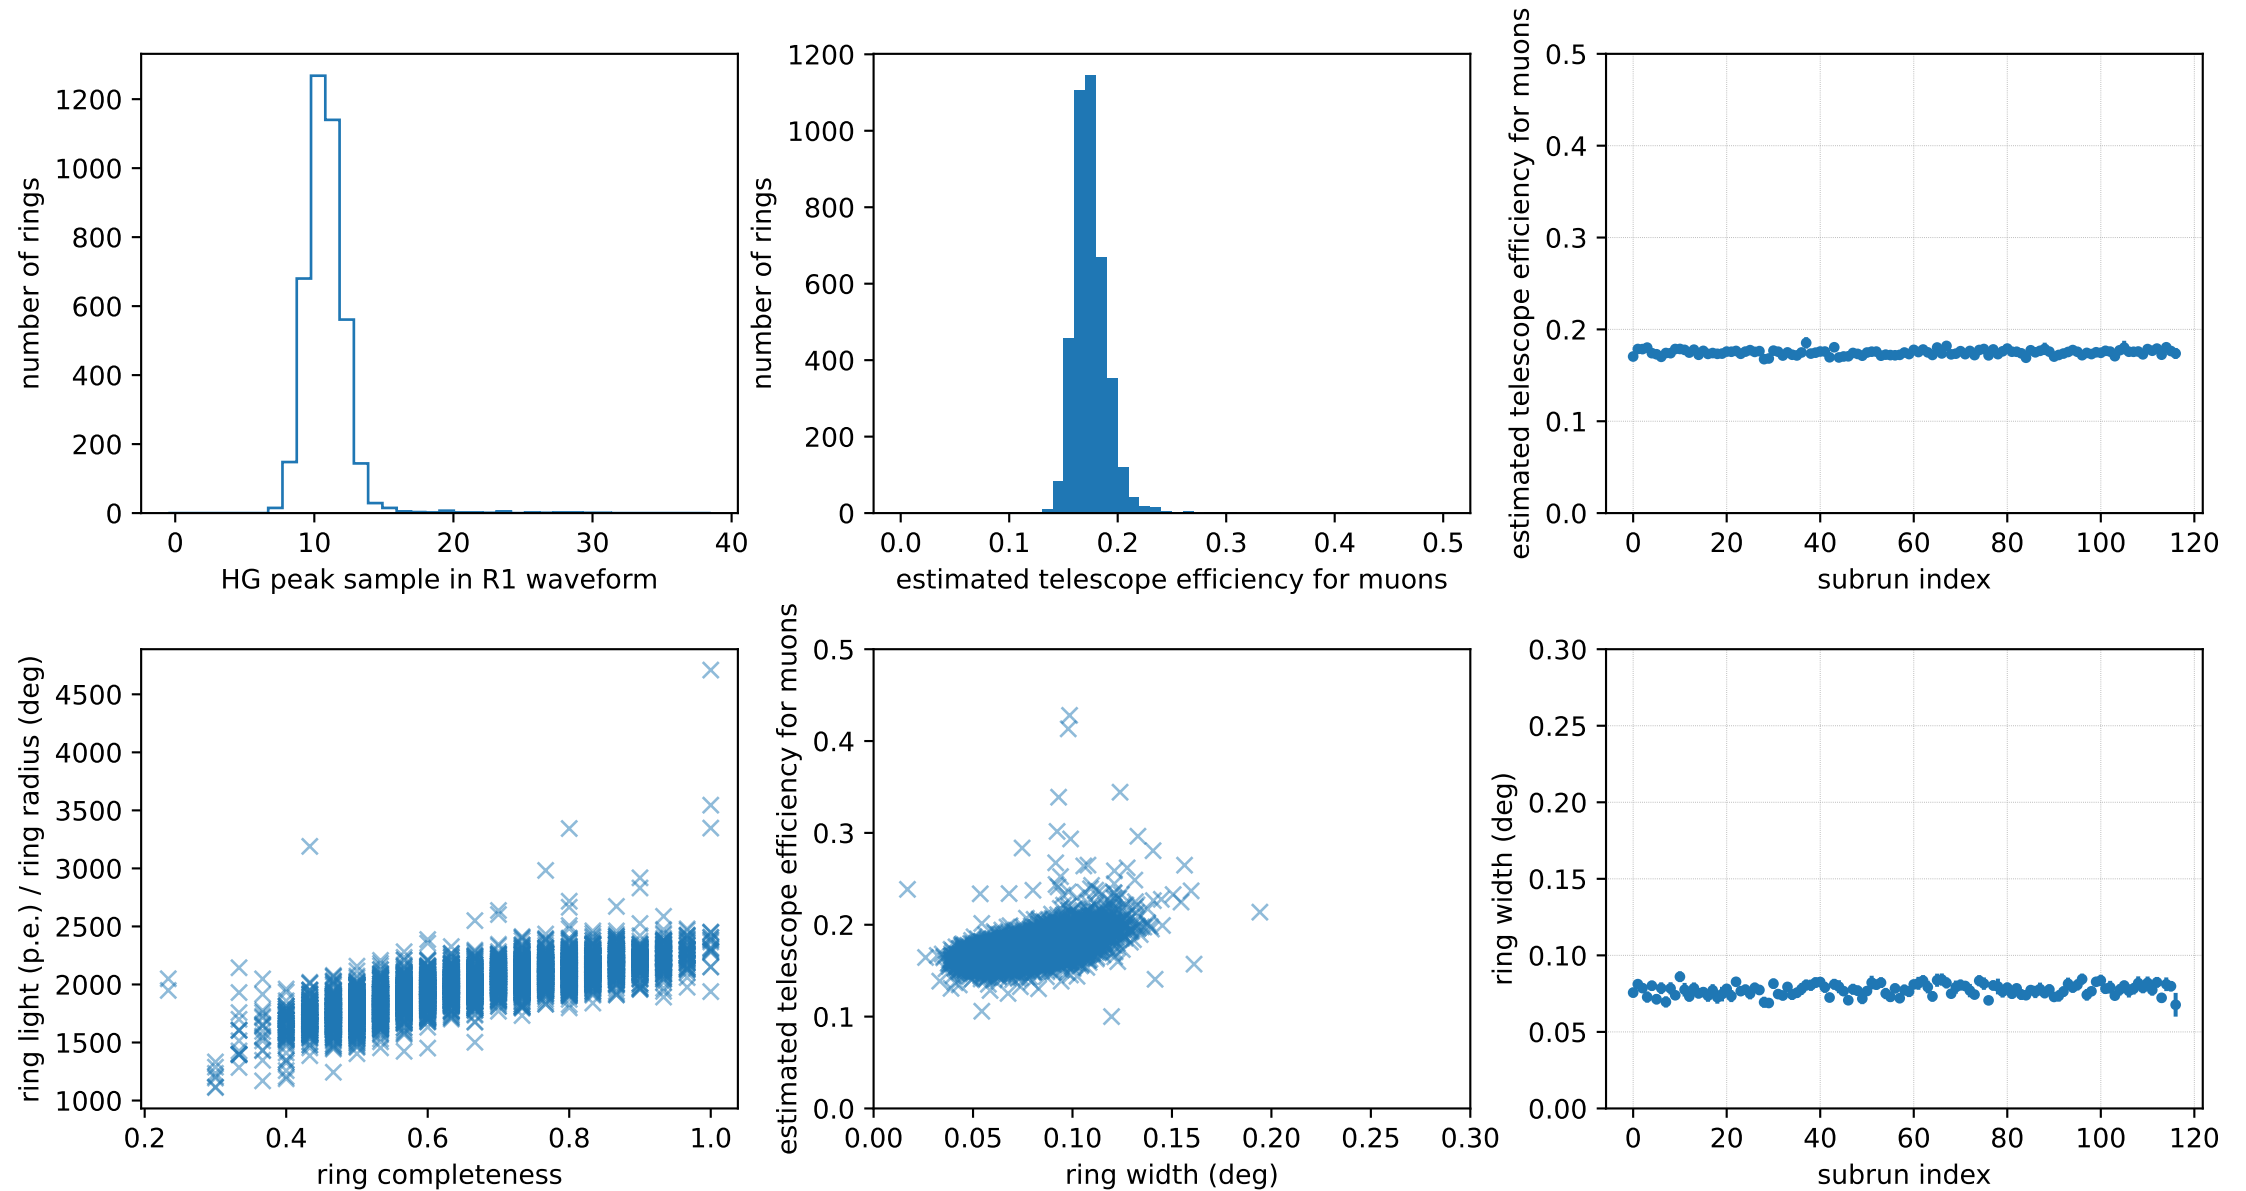 number of rings
1200
1000
800
600
400
200
0
0 10 20 30 40
HG peak sample in R1 waveform
number of rings
1200
1000
800
600
400
200
0
0.0 0.1 0.2 0.3 0.4 0.5
estimated telescope efficiency for muons
estimated telescope efficiency for muons
0.5
0.4
0.3
0.2
0.1
0.0
0 20 40 60 80 100 120
subrun index
ring light (p.e.) / ring radius (deg)
4500
4000
3500
3000
2500
2000
1500
1000
0.2 0.4 0.6 0.8 1.0
ring completeness
estimated telescope efficiency for muons
0.5
0.4
0.3
0.2
0.1
0.0
0.00 0.05 0.10 0.15 0.20 0.25 0.30
ring width (deg)
ring width (deg)
0.30
0.25
0.20
0.15
0.10
0.05
0.00
0 20 40 60 80 100 120
subrun index